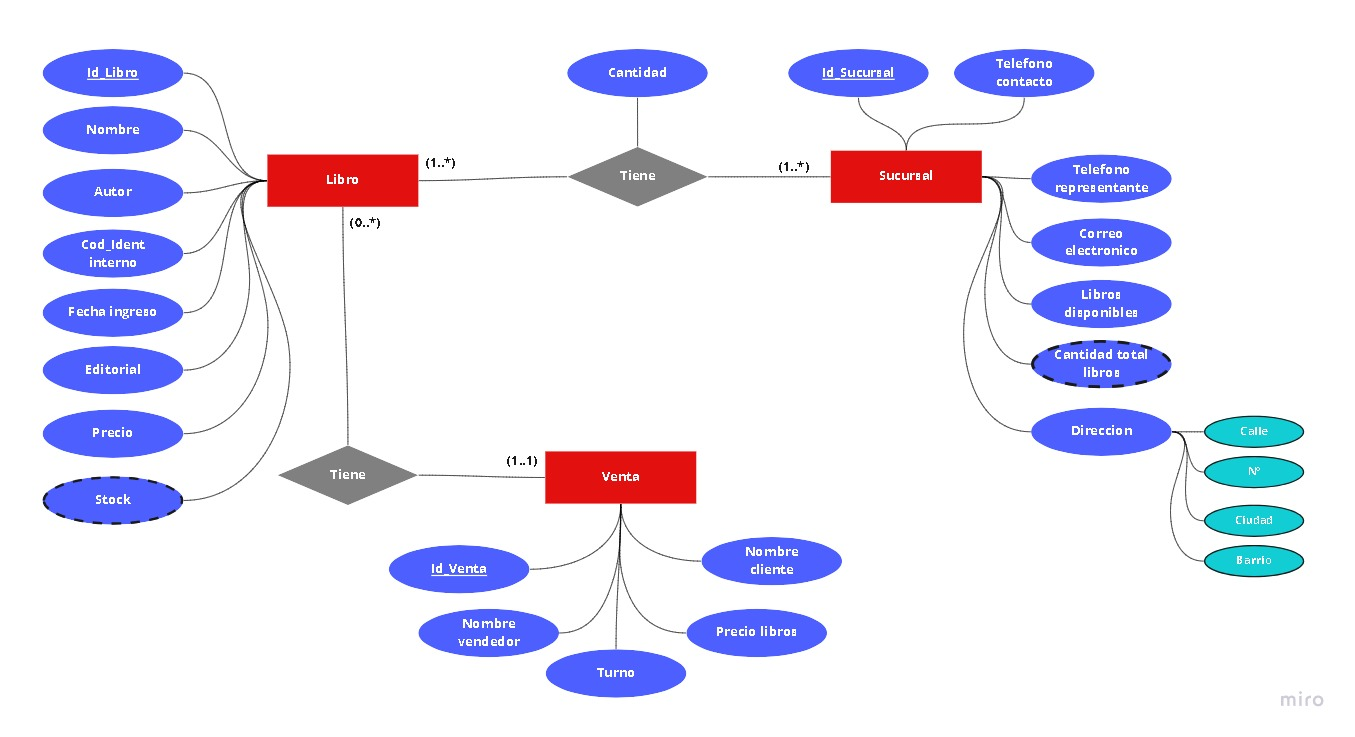 Id_Libro
Nombre
Autor
Cod_Ident
interno
Fecha ingreso
Editorial
Precio
Stock
Libro
(1..*)
(0..*)
Cantidad
Tiene
(1..*)
Id_Sucursal
Telefono
contacto
Sucursal
Telefono
representante
Correo
electronico
Libros
disponibles
Cantidad total
libros
Direccion
Calle
Nº
Ciudad
Barrio
Tiene
(1..1)
Venta
Id_Venta
Nombre
vendedor
Turno
Precio libros
Nombre
cliente
miro